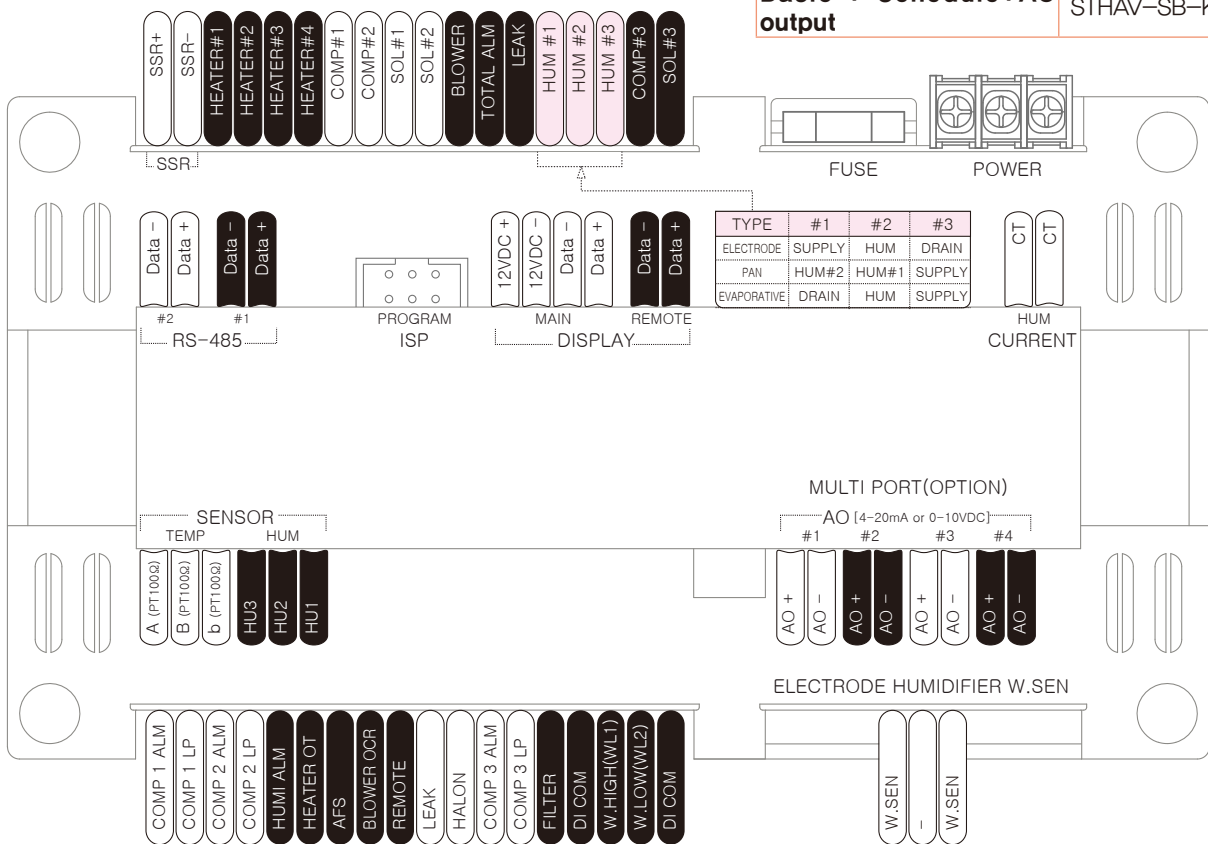 output
SSR+
SSR-
HEATER#1
HEATER#2
HEATER#3
HEATER#4
COMP#1
COMP#2
SOL#1
SOL#2
BLOWER
TOTAL ALM
LEAK
HUM #1
HUM #2
HUM #3
COMP#3
SOL#3
SSR
FUSE
POWER
Data -
Data +
Data -
Data +
12VDC +
12VDC -
Data -
Data +
Data -
Data +
TYPE #1 #2 #3
ELECTRODE SUPPLY HUM DRAIN
PAN HUM#2 HUM#1 SUPPLY
EVAPORATIVE DRAIN HUM SUPPLY
CT
CT
#2 #1
RS-485
PROGRAM
ISP
MAIN REMOTE
DISPLAY
HUM
CURRENT
MULTI PORT(OPTION)
AO [4-20mA or 0-10VDC]
#1 #2 #3 #4
SENSOR
TEMP HUM
A (PT100Ω)
B (PT100Ω)
b (PT100Ω)
HU3
HU2
HU1
AO +
AO -
AO +
AO -
AO +
AO -
AO +
AO -
ELECTRODE HUMIDIFIER W.SEN
COMP 1 ALM
COMP 1 LP
COMP 2 ALM
COMP 2 LP
HUMI ALM
HEATER OT
AFS
BLOWER OCR
REMOTE
LEAK
HALON
COMP 3 ALM
COMP 3 LP
FILTER
DI COM
W.HIGH(WL1)
W.LOW(WL2)
DI COM
W.SEN
-
W.SEN